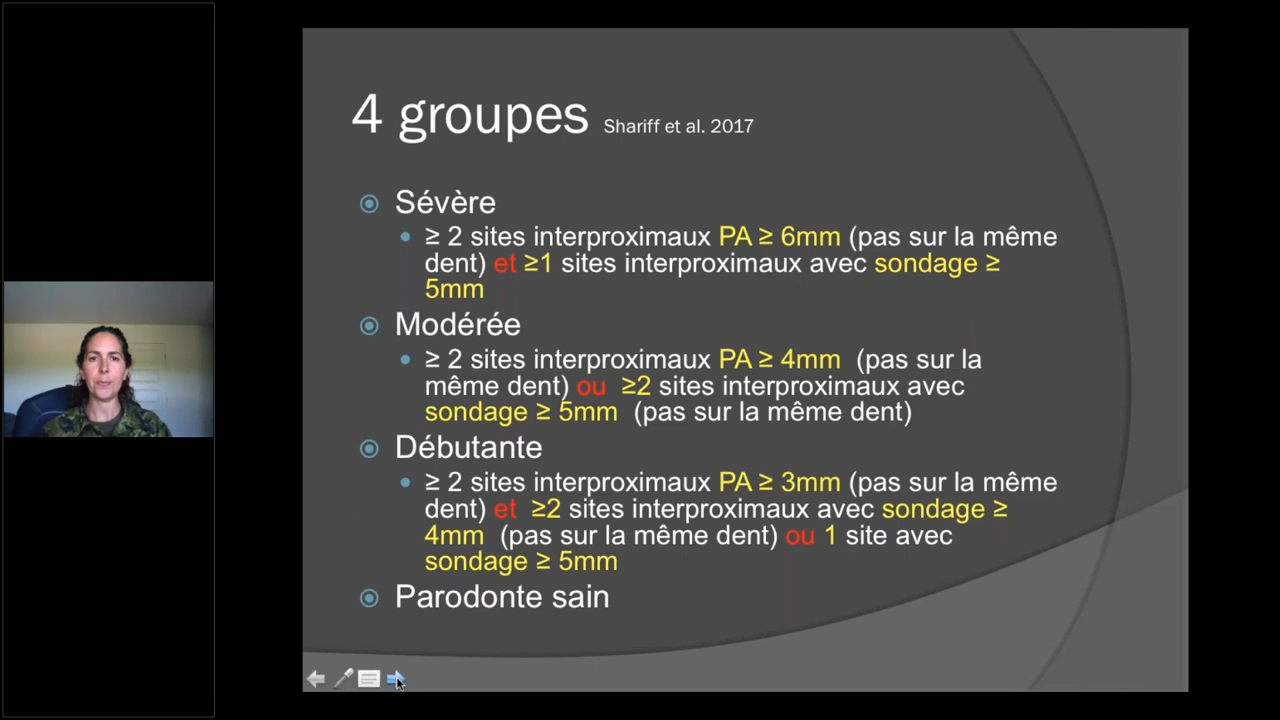 4 groupes Shariff et al. 2017
Sévère
≥ 2 sites interproximaux PA ≥ 6mm (pas sur la même
dent) et ≥1 sites interproximaux avec sondage ≥
5mm
Modérée
≥ 2 sites interproximaux PA ≥ 4mm (pas sur la
même dent) ou ≥2 sites interproximaux avec
sondage ≥ 5mm (pas sur la même dent)
Débutante
≥ 2 sites interproximaux PA ≥ 3mm (pas sur la même
dent) et ≥2 sites interproximaux avec sondage ≥
4mm (pas sur la même dent) ou 1 site avec
sondage ≥ 5mm
Parodonte sain